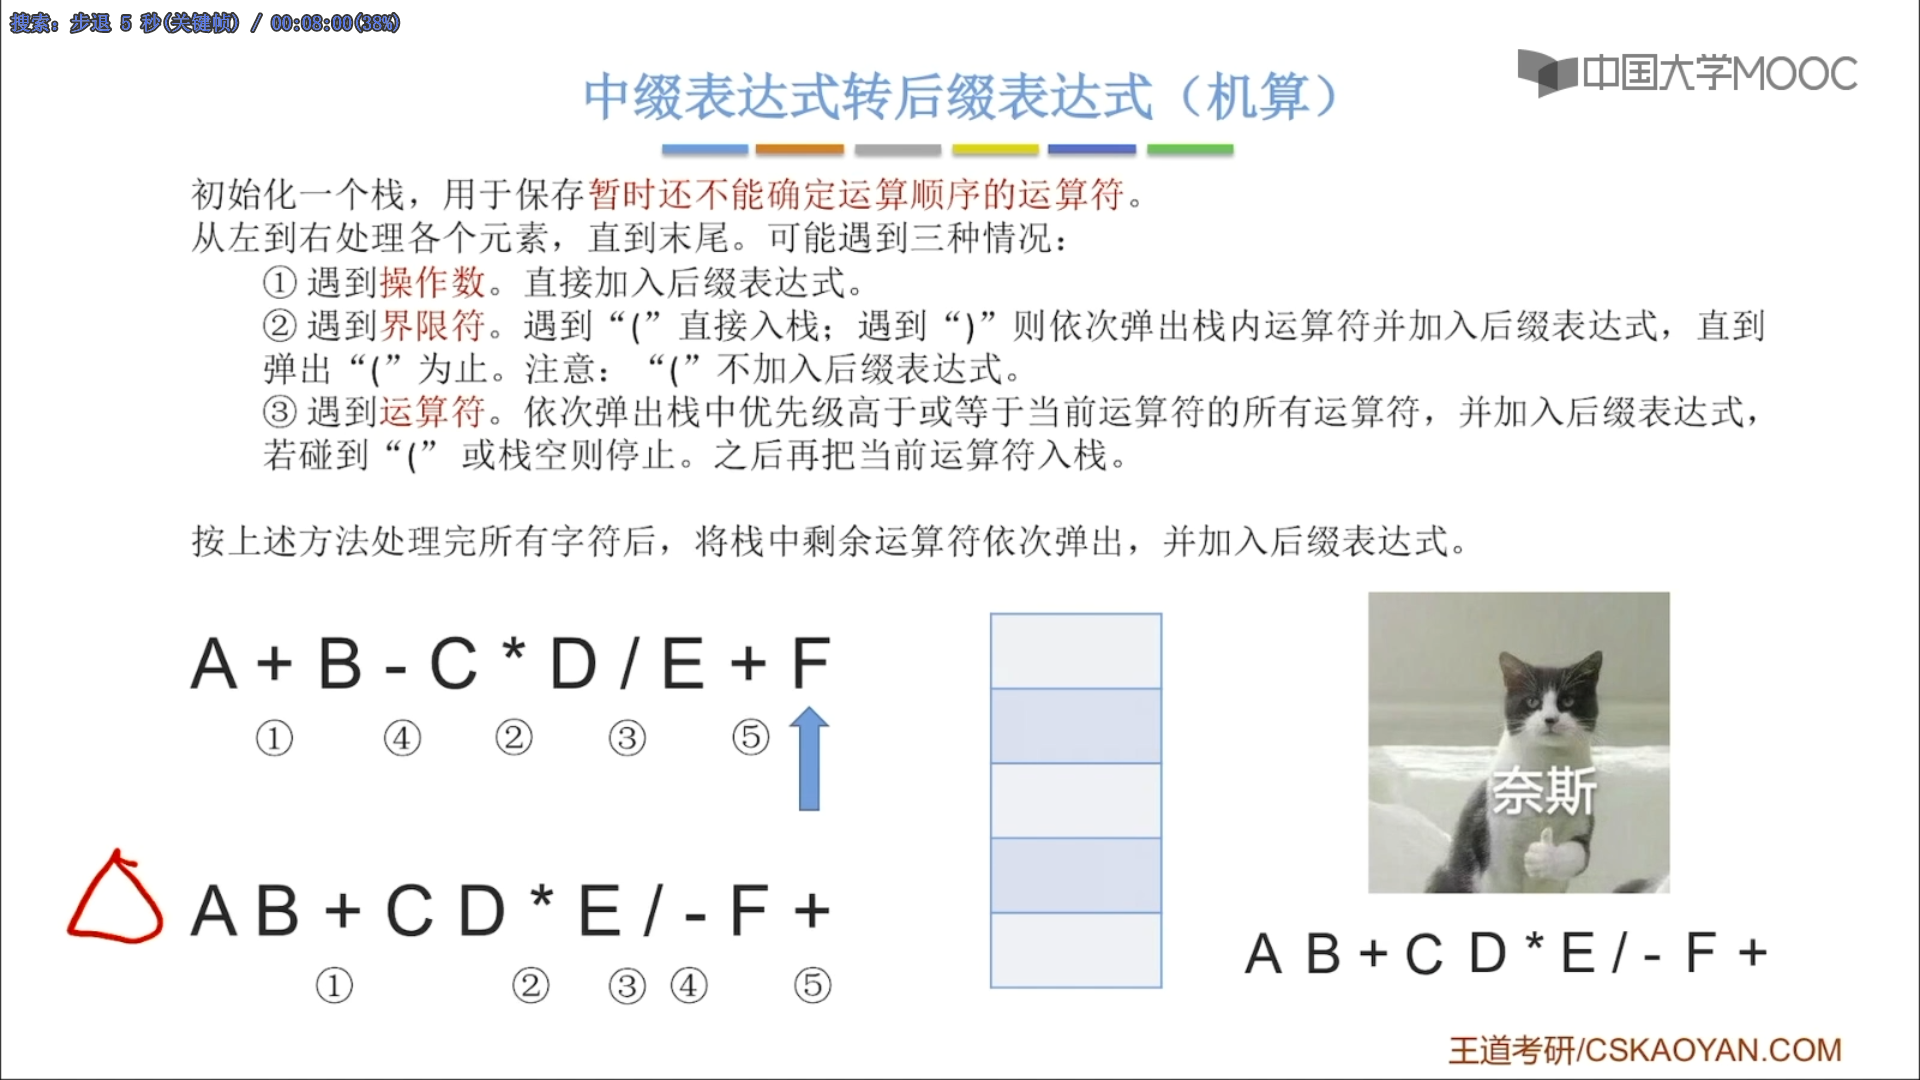 搜索: 步退 5 秒(关键帧) / 00:08:00(38%)
中国大学MOOC
中缀表达式转后缀表达式（机算）
初始化一个栈，用于保存暂时还不能确定运算顺序的运算符。
从左到右处理各个元素，直到末尾。可能遇到三种情况：
① 遇到操作数。直接加入后缀表达式。
② 遇到界限符。遇到“(”直接入栈；遇到“)”则依次弹出栈内运算符并加入后缀表达式，直到
弹出“(”为止。注意：“(”不加入后缀表达式。
③ 遇到运算符。依次弹出栈中优先级高于或等于当前运算符的所有运算符，并加入后缀表达式，
若碰到“(” 或栈空则停止。之后再把当前运算符入栈。
按上述方法处理完所有字符后，将栈中剩余运算符依次弹出，并加入后缀表达式。
A + B - C * D / E + F
① ④ ② ③ ⑤
奈斯
A B + C D * E / - F +
① ② ③ ④ ⑤
A B + C D * E / - F +
王道考研/CSKAOYAN.COM